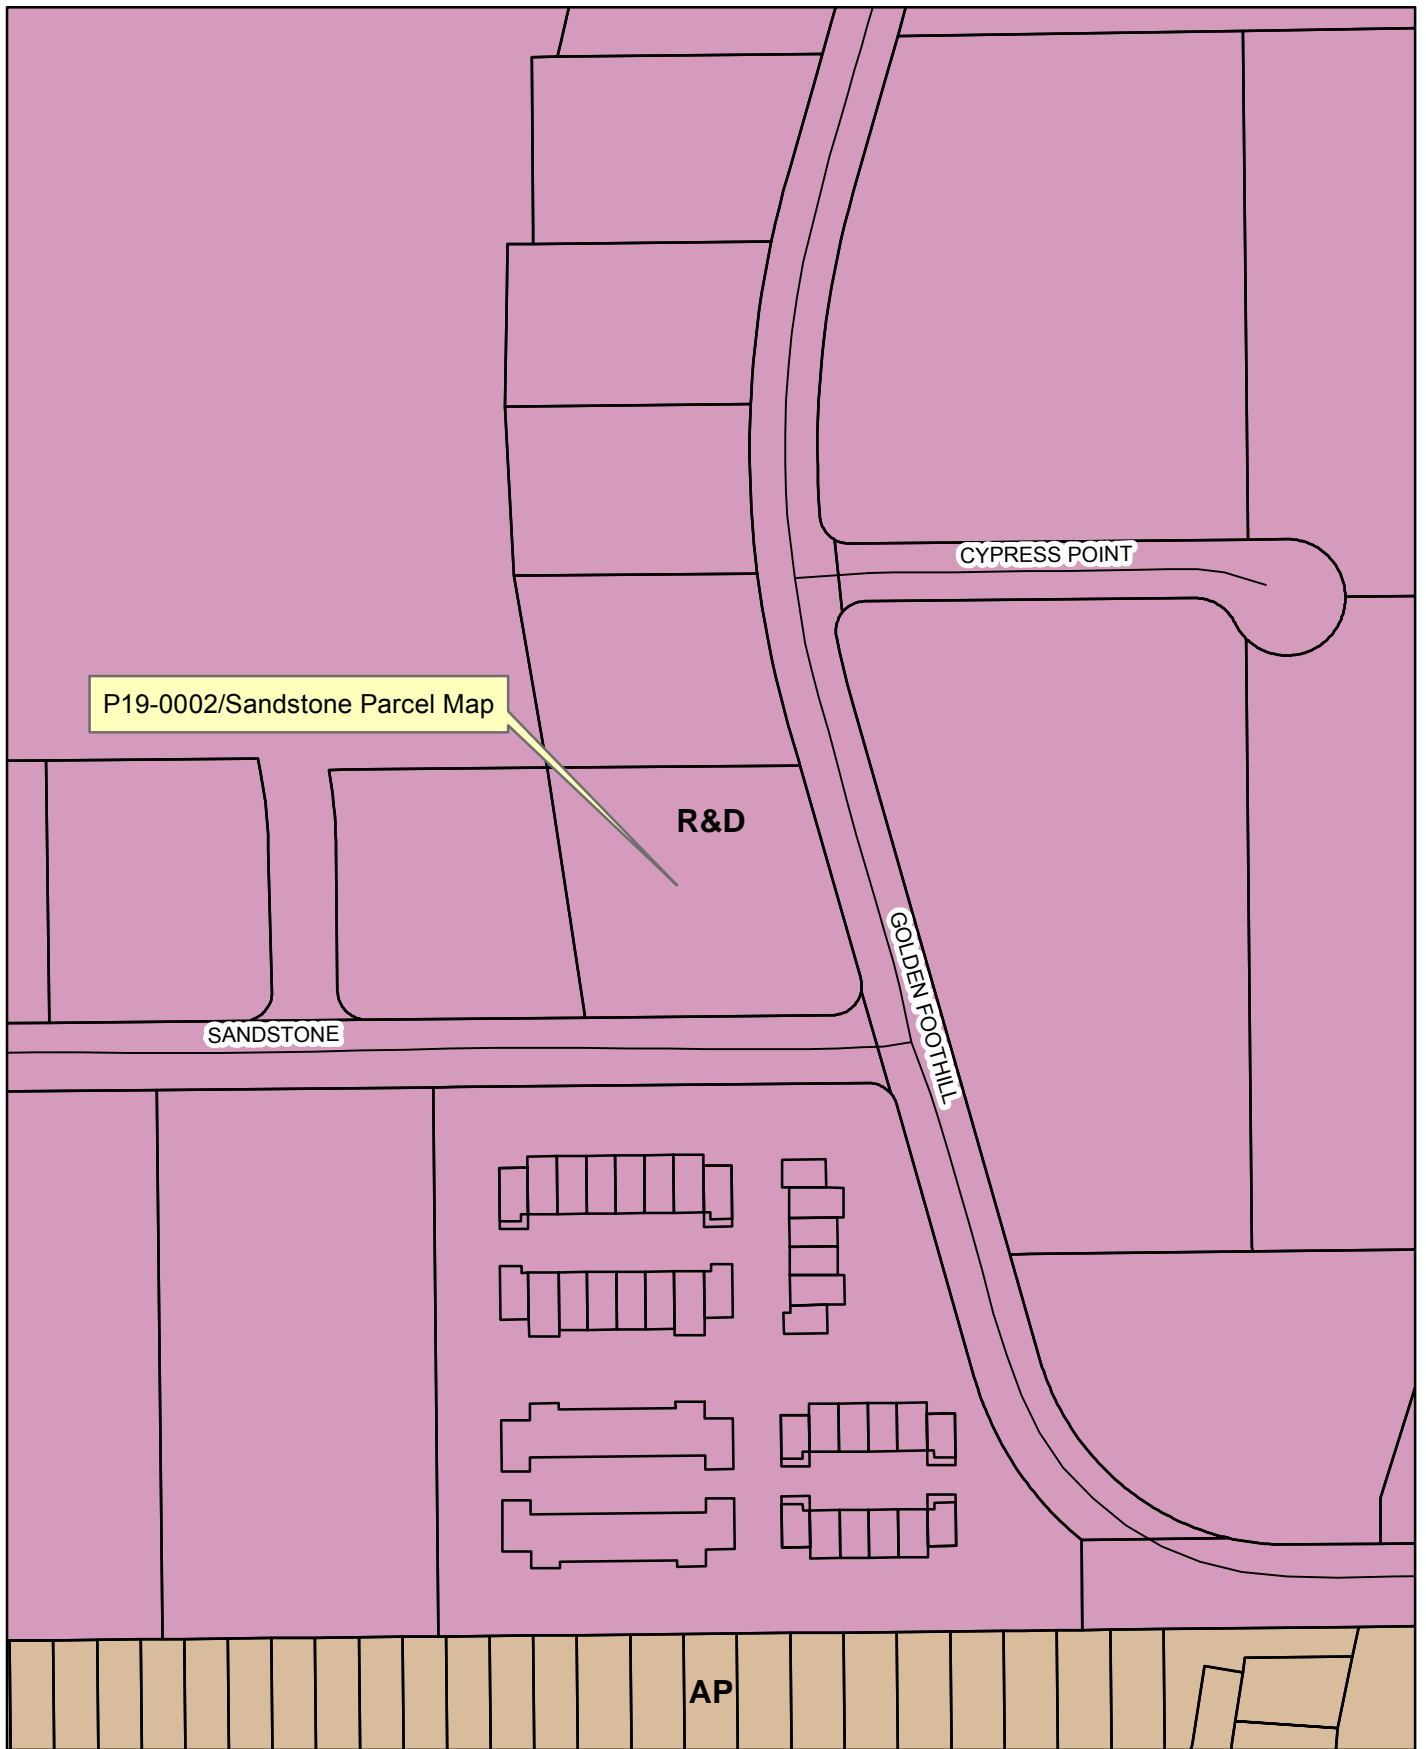 CYPRESS POINT
P19-0002/Sandstone Parcel Map
R&D
GOLDEN FOOTHILL
SANDSTONE
AP